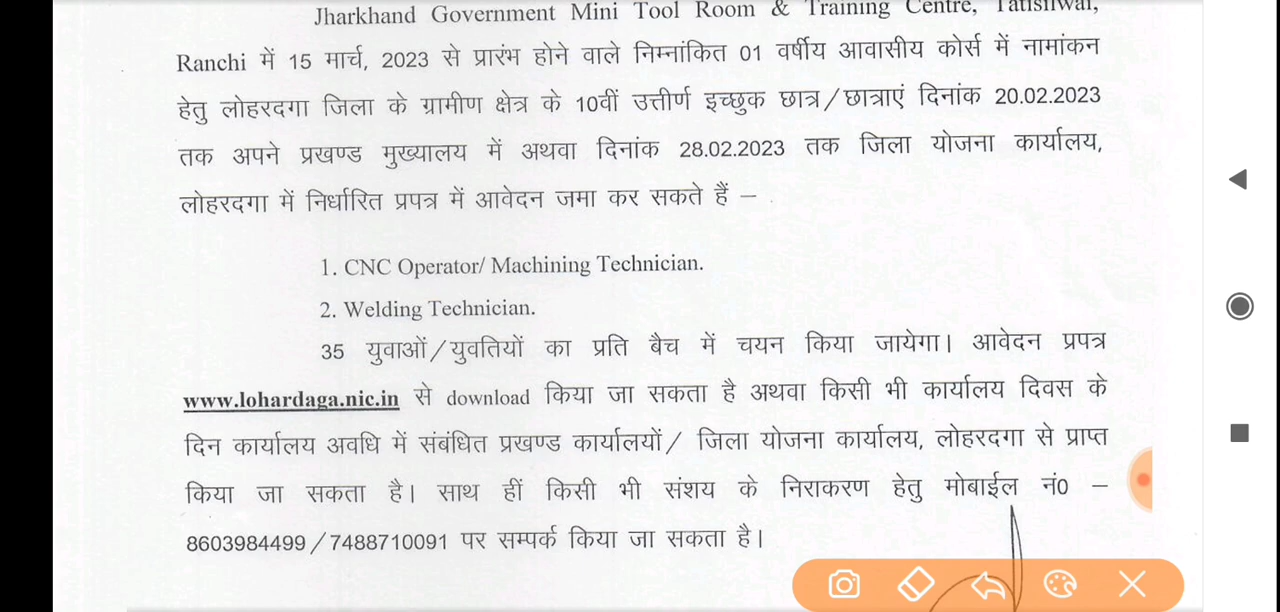 Jharkhand Government Mini Tool Room & Training Centre, Tatisilwai,
Ranchi में 15 मार्च, 2023 से प्रारंभ होने वाले निम्नांकित 01 वर्षीय आवासीय कोर्स में नामांकन
हेतु लोहरदगा जिला के ग्रामीण क्षेत्र के 10वीं उत्तीर्ण इच्छुक छात्र/छात्राएं दिनांक 20.02.2023
तक अपने प्रखण्ड मुख्यालय में अथवा दिनांक 28.02.2023 तक जिला योजना कार्यालय,
लोहरदगा में निर्धारित प्रपत्र में आवेदन जमा कर सकते हैं –
1. CNC Operator/ Machining Technician.
2. Welding Technician.
35 युवाओं/युवतियों का प्रति बैच में चयन किया जायेगा। आवेदन प्रपत्र
www.lohardaga.nic.in से download किया जा सकता है अथवा किसी भी कार्यालय दिवस के
दिन कार्यालय अवधि में संबंधित प्रखण्ड कार्यालयों/ जिला योजना कार्यालय, लोहरदगा से प्राप्त
किया जा सकता है। साथ हीं किसी भी संशय के निराकरण हेतु मोबाईल नं0 –
8603984499/7488710091 पर सम्पर्क किया जा सकता है।